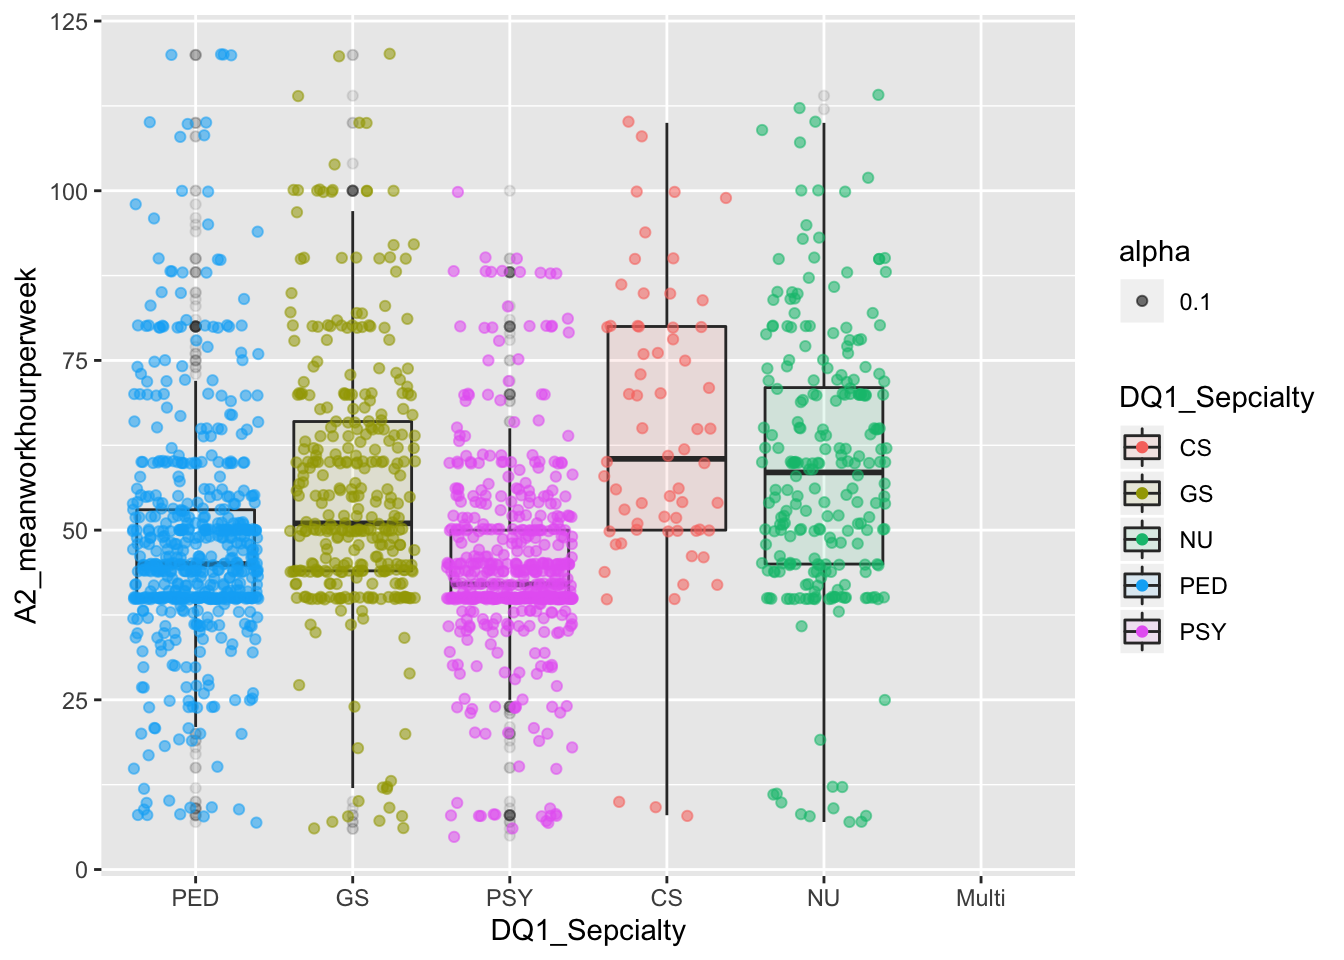 125
100
75
50
25
0
A2_meanworkhourperweek
PED GS PSY CS NU Multi
DQ1_Sepcialty
alpha
0.1
DQ1_Sepcialty
CS
GS
NU
PED
PSY